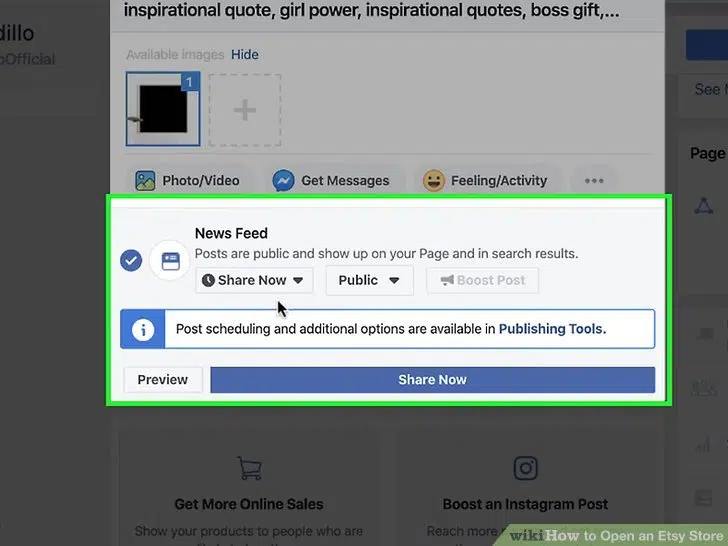 inspirational quote, girl power, inspirational quotes, boss gift,...
dillo
Official
Available images Hide
1
See
Photo/Video
Get Messages
Feeling/Activity
Page
News Feed
Posts are public and show up on your Page and in search results.
Share Now
Public
Boost Post
Post scheduling and additional options are available in Publishing Tools.
Preview
Share Now
Get More Online Sales
Show your products to people who are
Boost an Instagram Post
Reach more
wikiHow to Open an Etsy Store